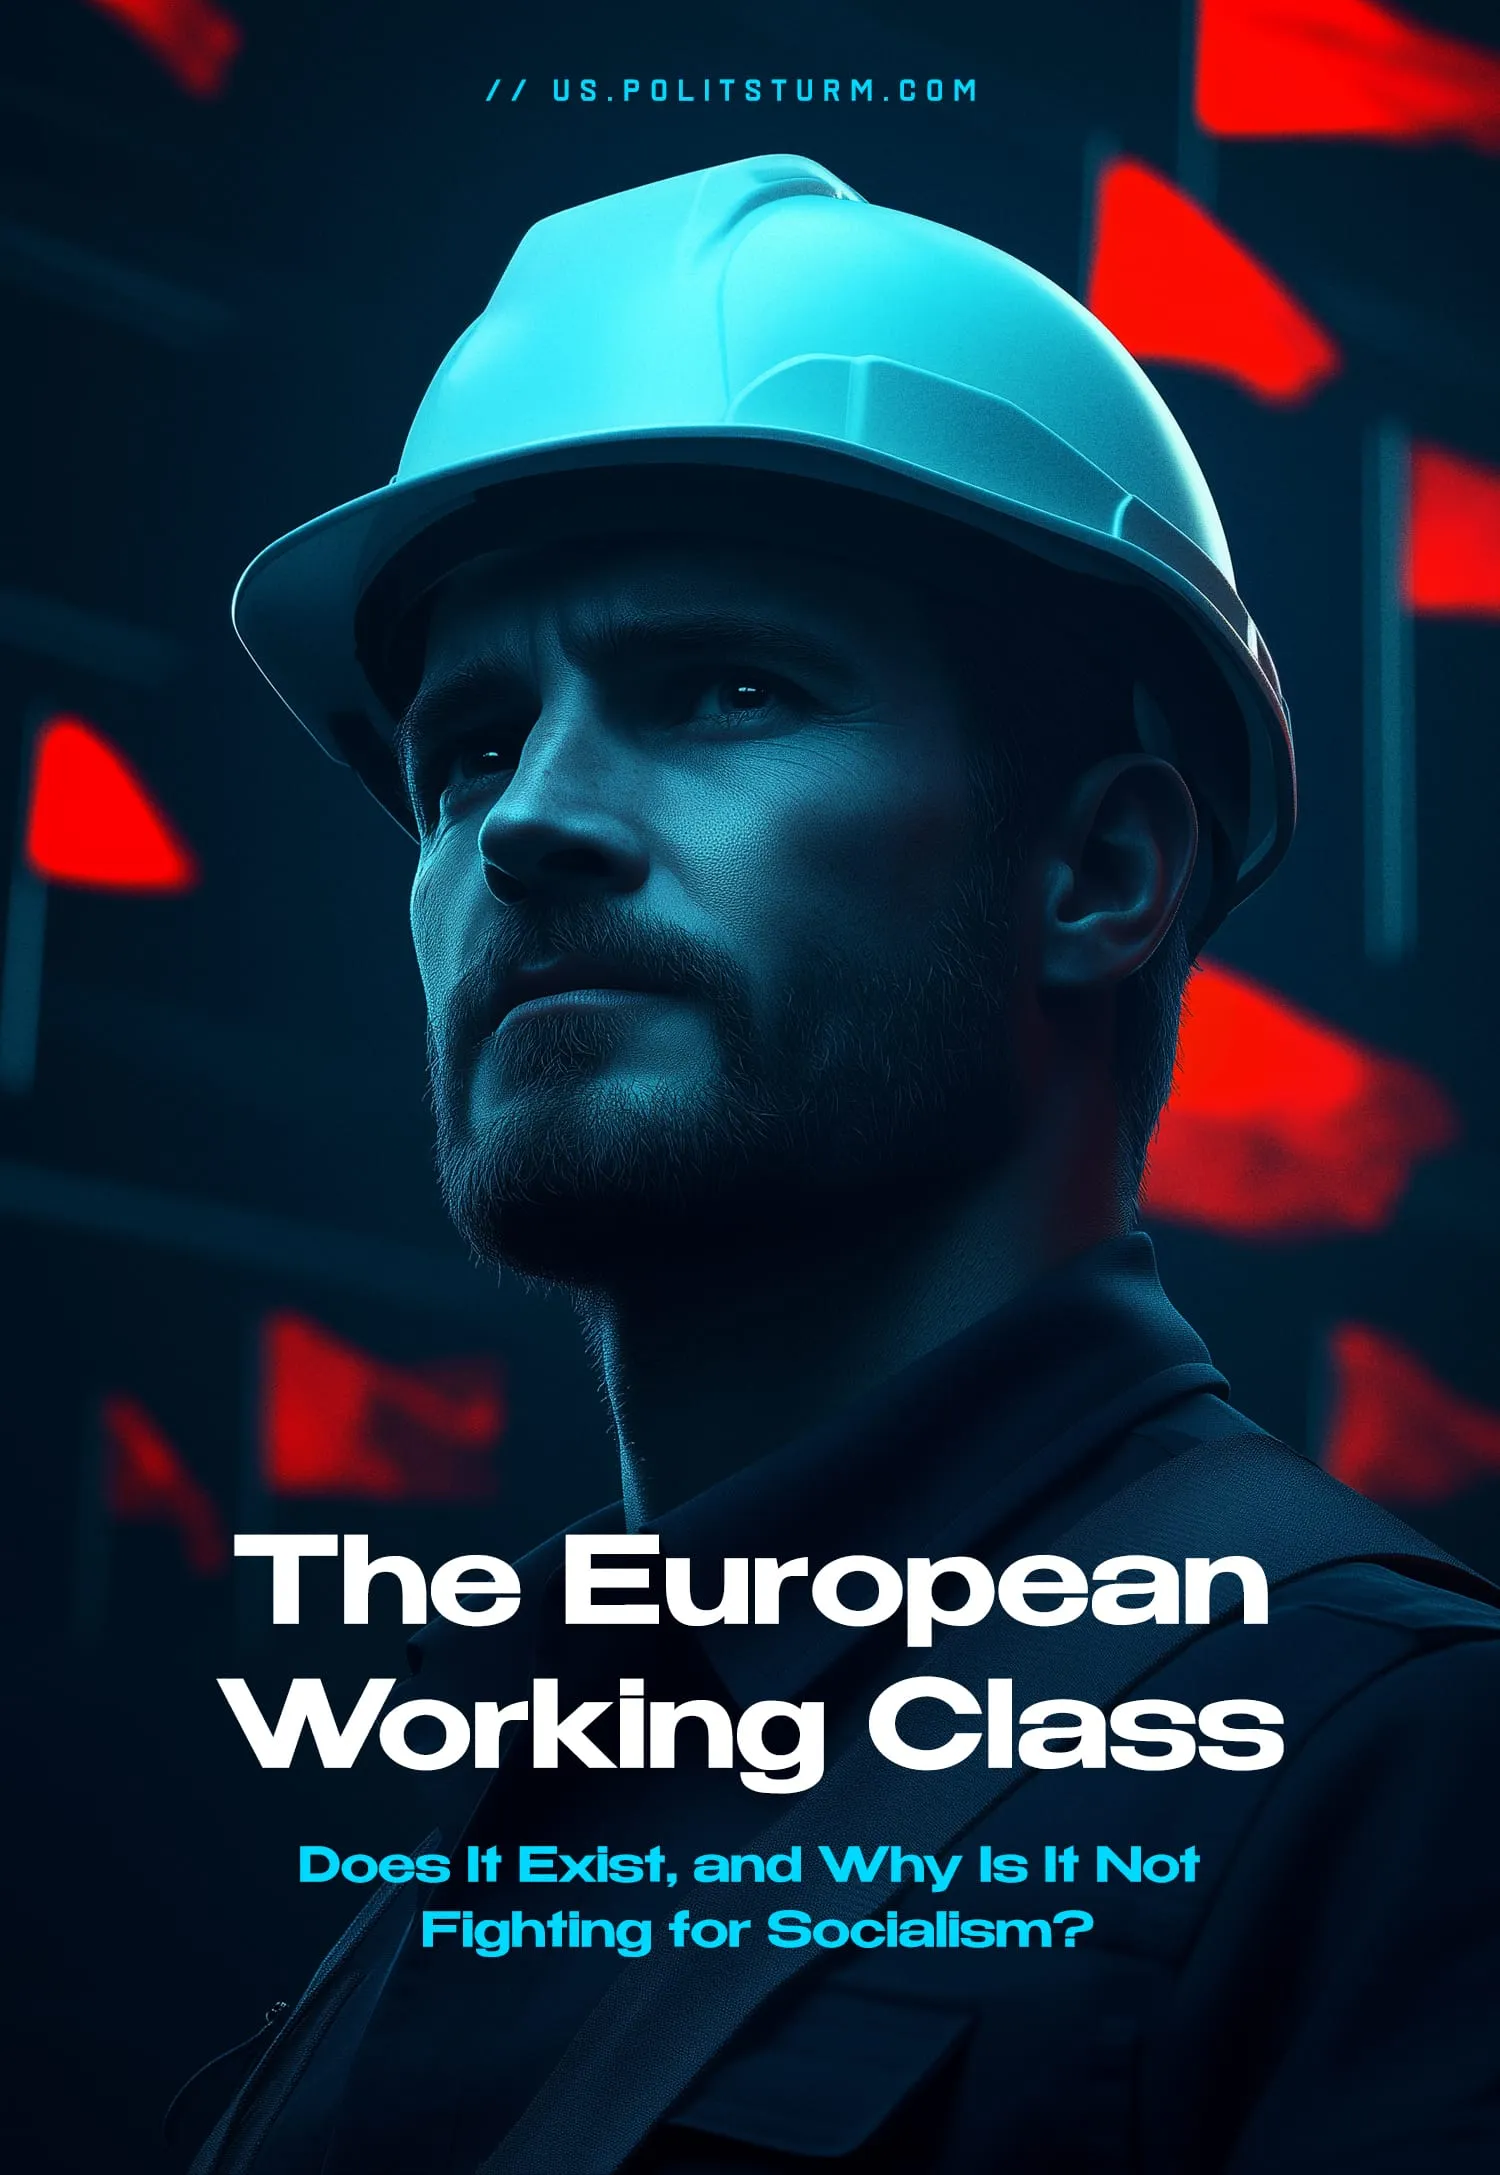 // US.POLITSTURM.COM
The European
Working Class
Does It Exist, and Why Is It Not
Fighting for Socialism?